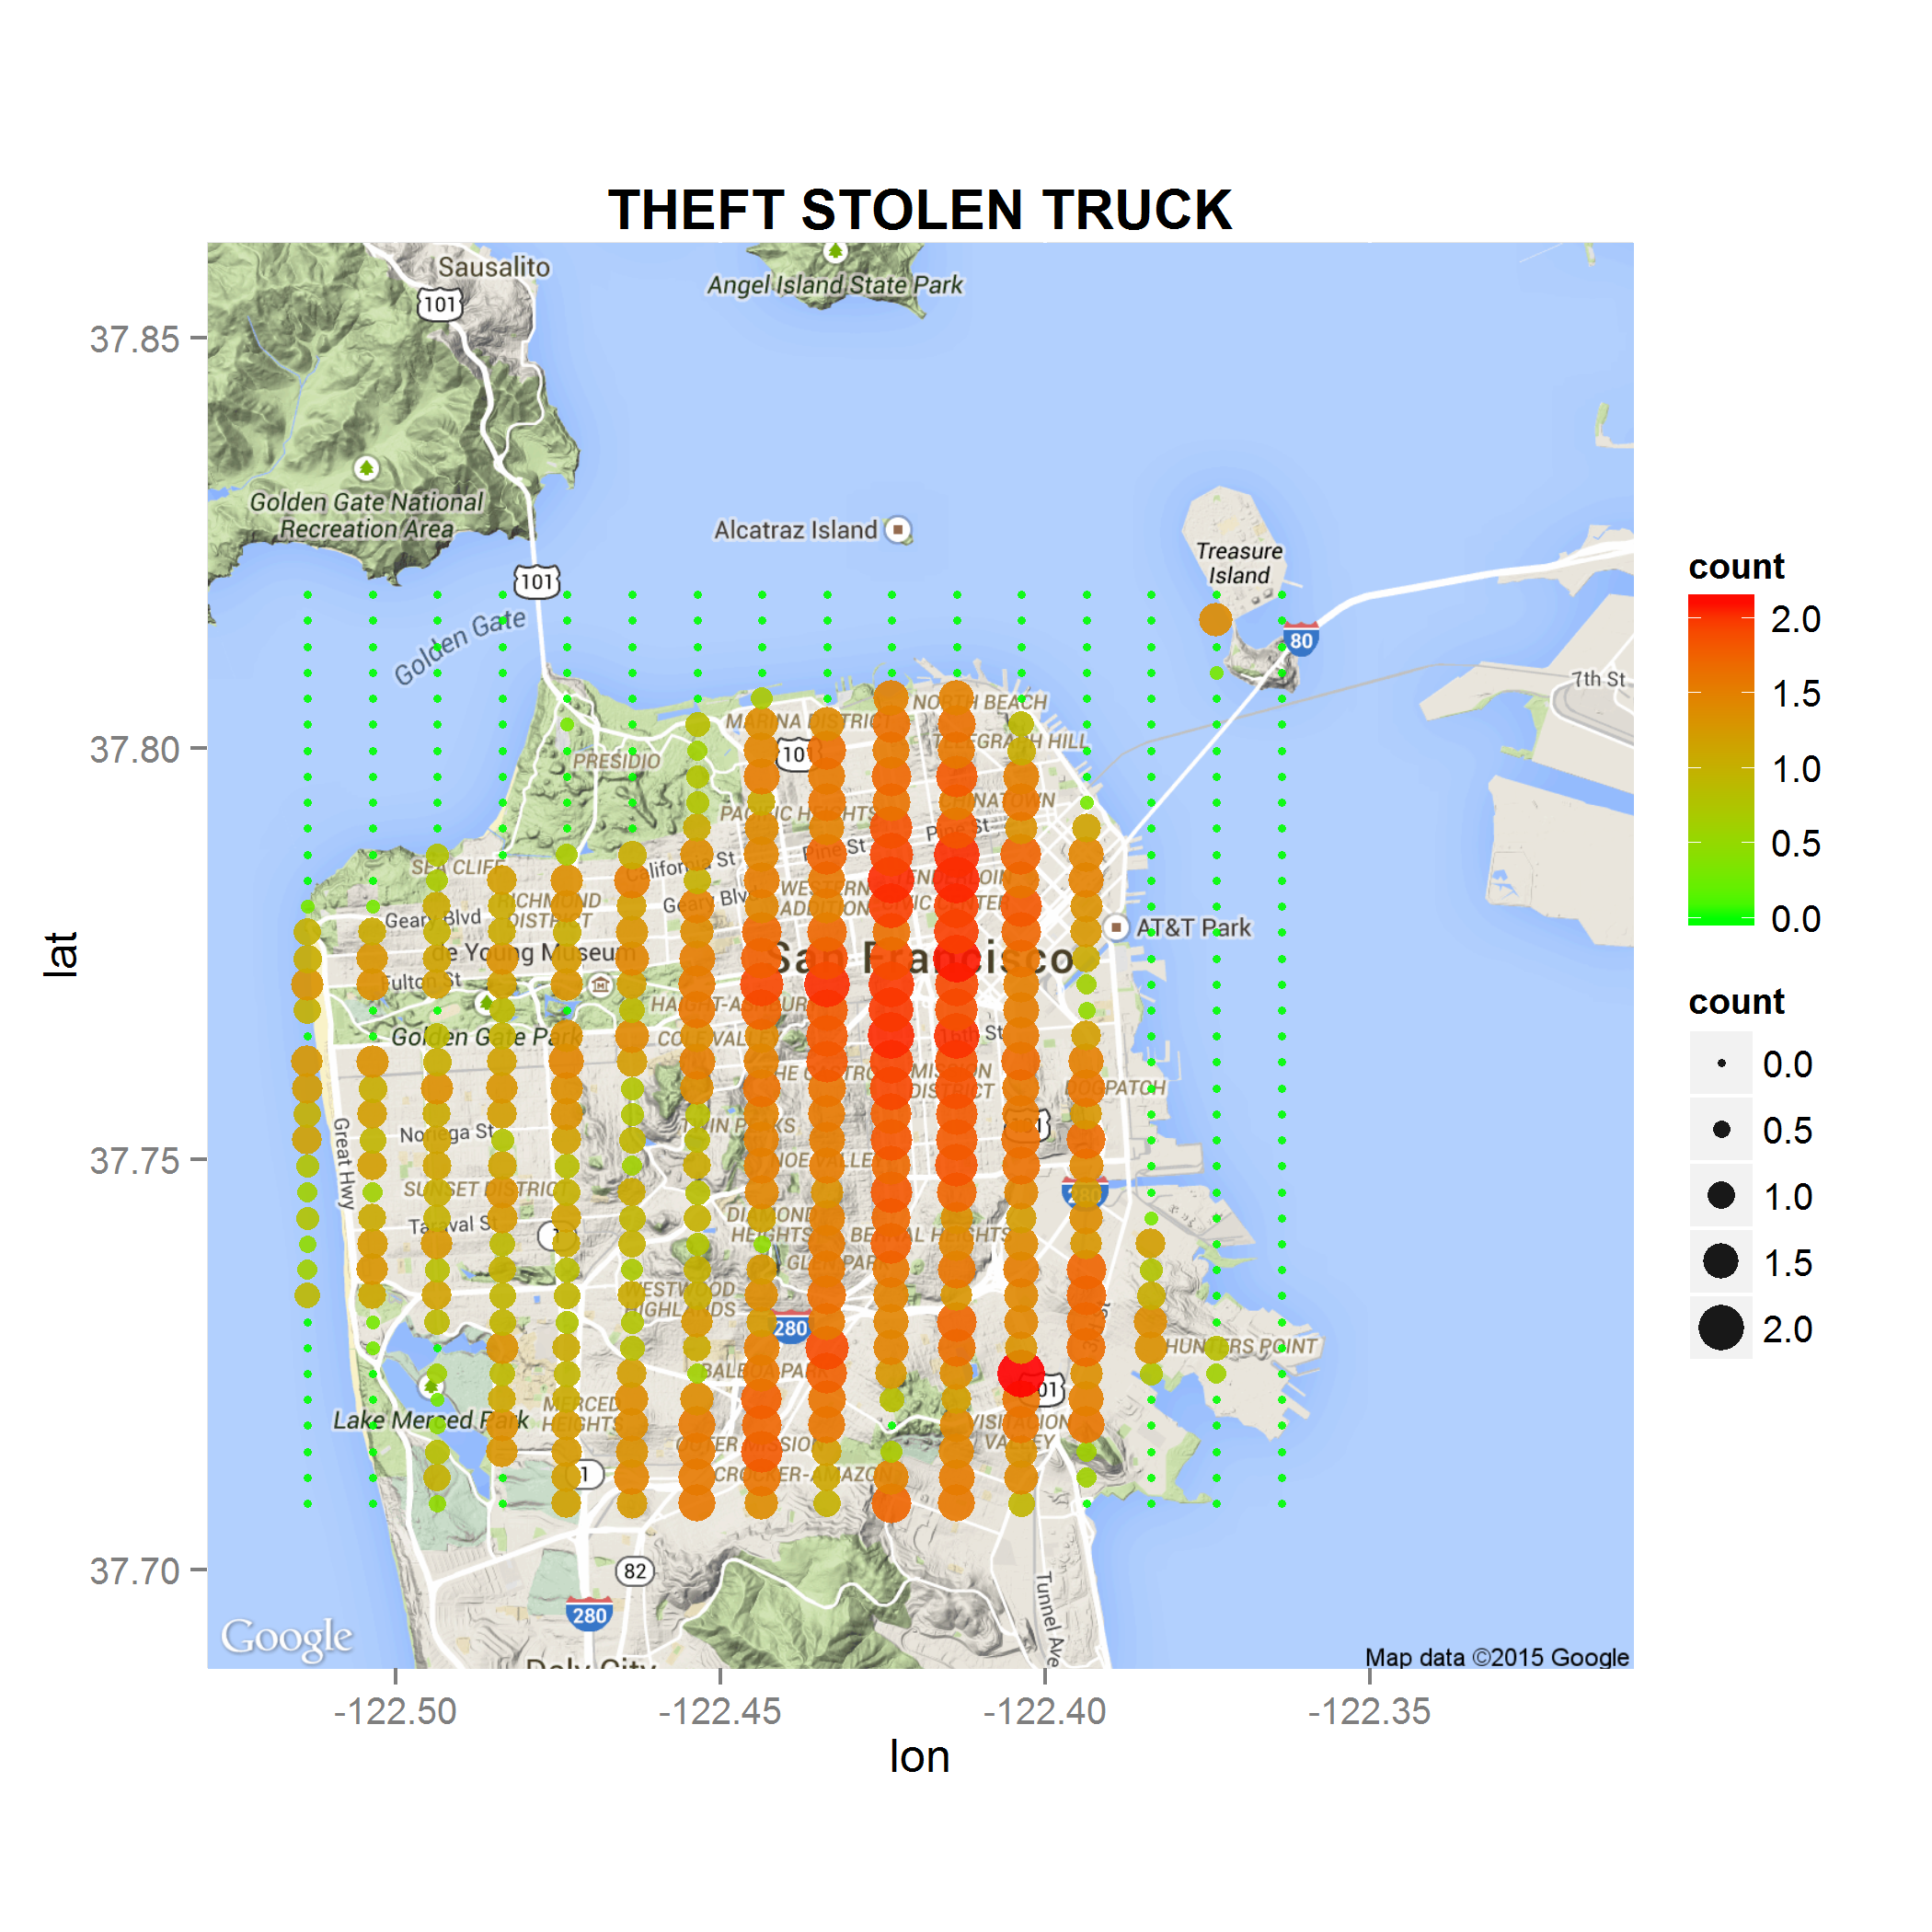 THEFT STOLEN TRUCK
Sausalito
101
Angel Island State Park
37.85
Golden Gate National
Recreation Area
Alcatraz Island
Treasure
Island
101
Golden Gate
80
7th St
NORTH BEACH
MARINA DISTRICT
TELEGRAPH HILL
37.80
101
PRESIDIO
CHINATOWN
PACIFIC HEIGHTS
Pine St
Pine St
SEA CLIFF
California St
WESTERN
ADDITION
TENDERLOIN
CIVIC CENTER
RICHMOND
DISTRICT
Geary Blvd
Geary Blvd
AT&T Park
de Young Museum
San Francisco
Fulton St
HAIGHT-ASHBURY
Golden Gate Park
COLE VALLEY
16th St
THE CASTRO
MISSION
DISTRICT
DOGPATCH
Great Hwy
Noriega St
TWIN PEAKS
101
37.75
NOE VALLEY
SUNSET DISTRICT
280
Taraval St
1
DIAMOND
HEIGHTS
BERNAL HEIGHTS
GLEN PARK
WESTWOOD
HIGHLANDS
280
HUNTERS POINT
BALBOA PARK
101
Lake Merced Park
MERCED
HEIGHTS
VISITACION
VALLEY
OUTER MISSION
1
CROCKER-AMAZON
37.70
82
280
Tunnel Ave
Google
Daly City
Map data ©2015 Google
-122.50
-122.45
-122.40
-122.35
lon
lat
count
2.0
1.5
1.0
0.5
0.0
count
0.0
0.5
1.0
1.5
2.0